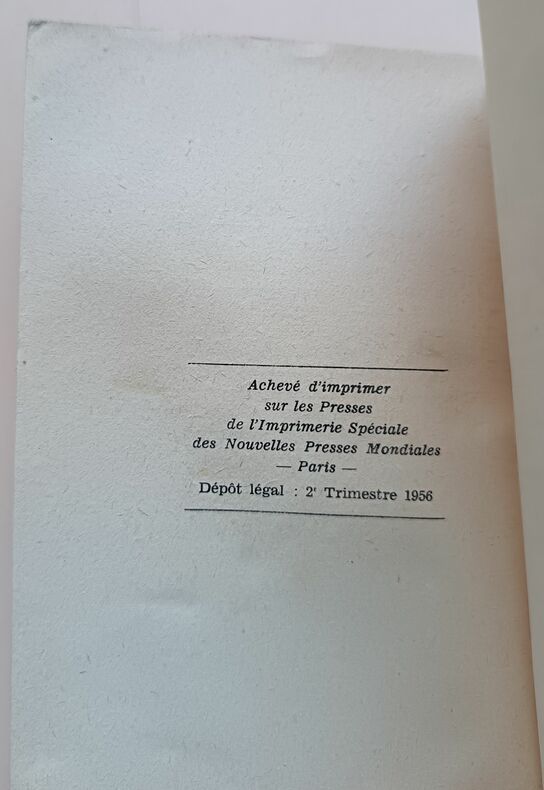 Achevé d'imprimer
sur les Presses
de l'Imprimerie Spéciale
des Nouvelles Presses Mondiales
— Paris —
Dépôt légal : 2ᵉ Trimestre 1956